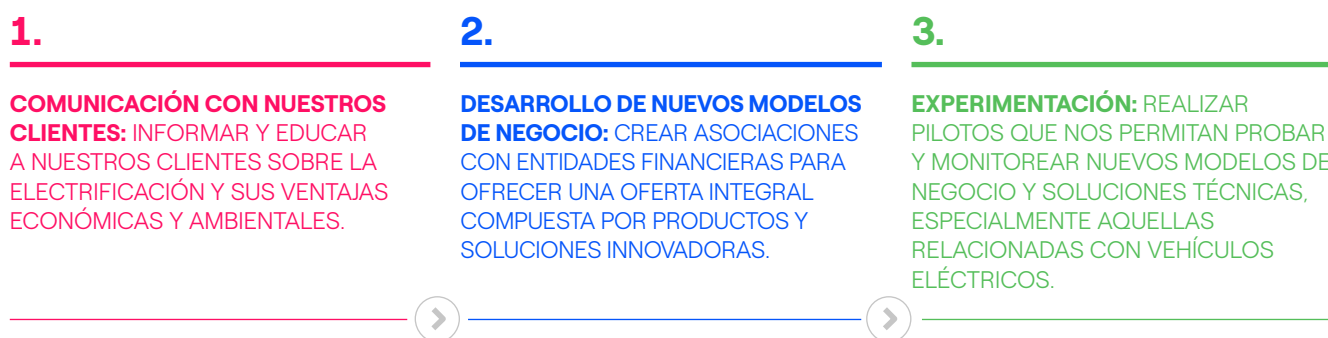 1.
COMUNICACIÓN CON NUESTROS
CLIENTES: INFORMAR Y EDUCAR
A NUESTROS CLIENTES SOBRE LA
ELECTRIFICACIÓN Y SUS VENTAJAS
ECONÓMICAS Y AMBIENTALES.
2.
DESARROLLO DE NUEVOS MODELOS
DE NEGOCIO: CREAR ASOCIACIONES
CON ENTIDADES FINANCIERAS PARA
OFRECER UNA OFERTA INTEGRAL
COMPUESTA POR PRODUCTOS Y
SOLUCIONES INNOVADORAS.
3.
EXPERIMENTACIÓN: REALIZAR
PILOTOS QUE NOS PERMITAN PROBAR
Y MONITOREAR NUEVOS MODELOS DE
NEGOCIO Y SOLUCIONES TÉCNICAS,
ESPECIALMENTE AQUELLAS
RELACIONADAS CON VEHÍCULOS
ELÉCTRICOS.